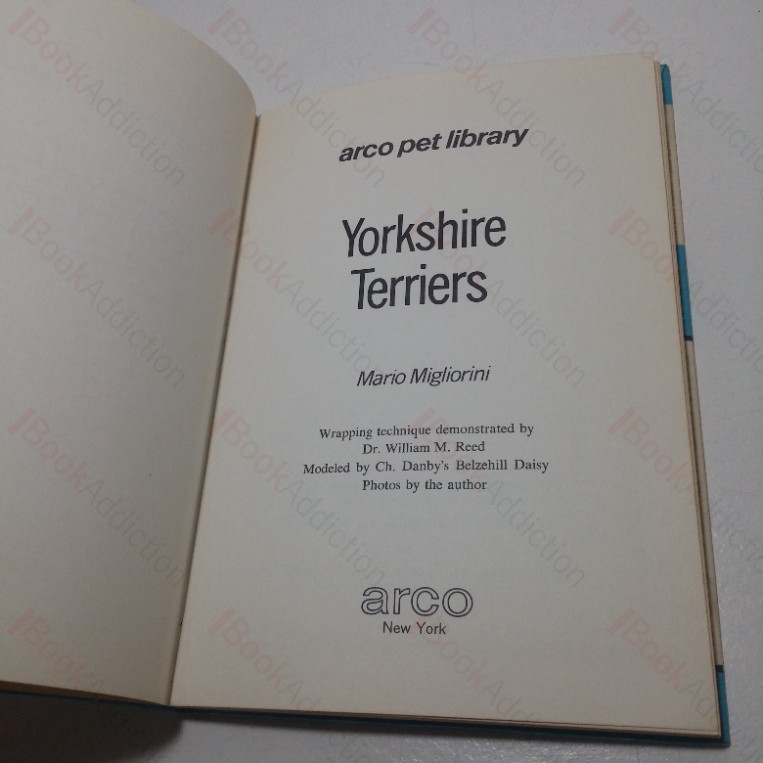 arco pet library
Yorkshire
Terriers
Mario Migliorini
Wrapping technique demonstrated by
Dr. William M. Reed
Modeled by Ch. Danby's Belzehill Daisy
Photos by the author
arco
New York
BookAddiction